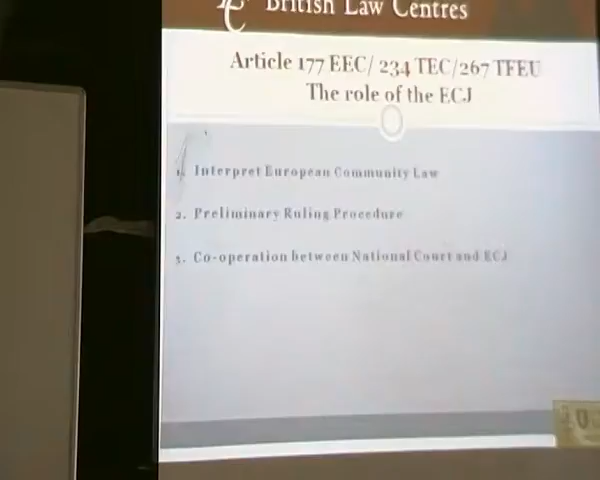 British Law Centres
Article 177 EEC/ 234 TEC/267 TFEU
The role of the ECJ
1. Interpret European Community Law
2. Preliminary Ruling Procedure
3. Co-operation between National Court and ECJ